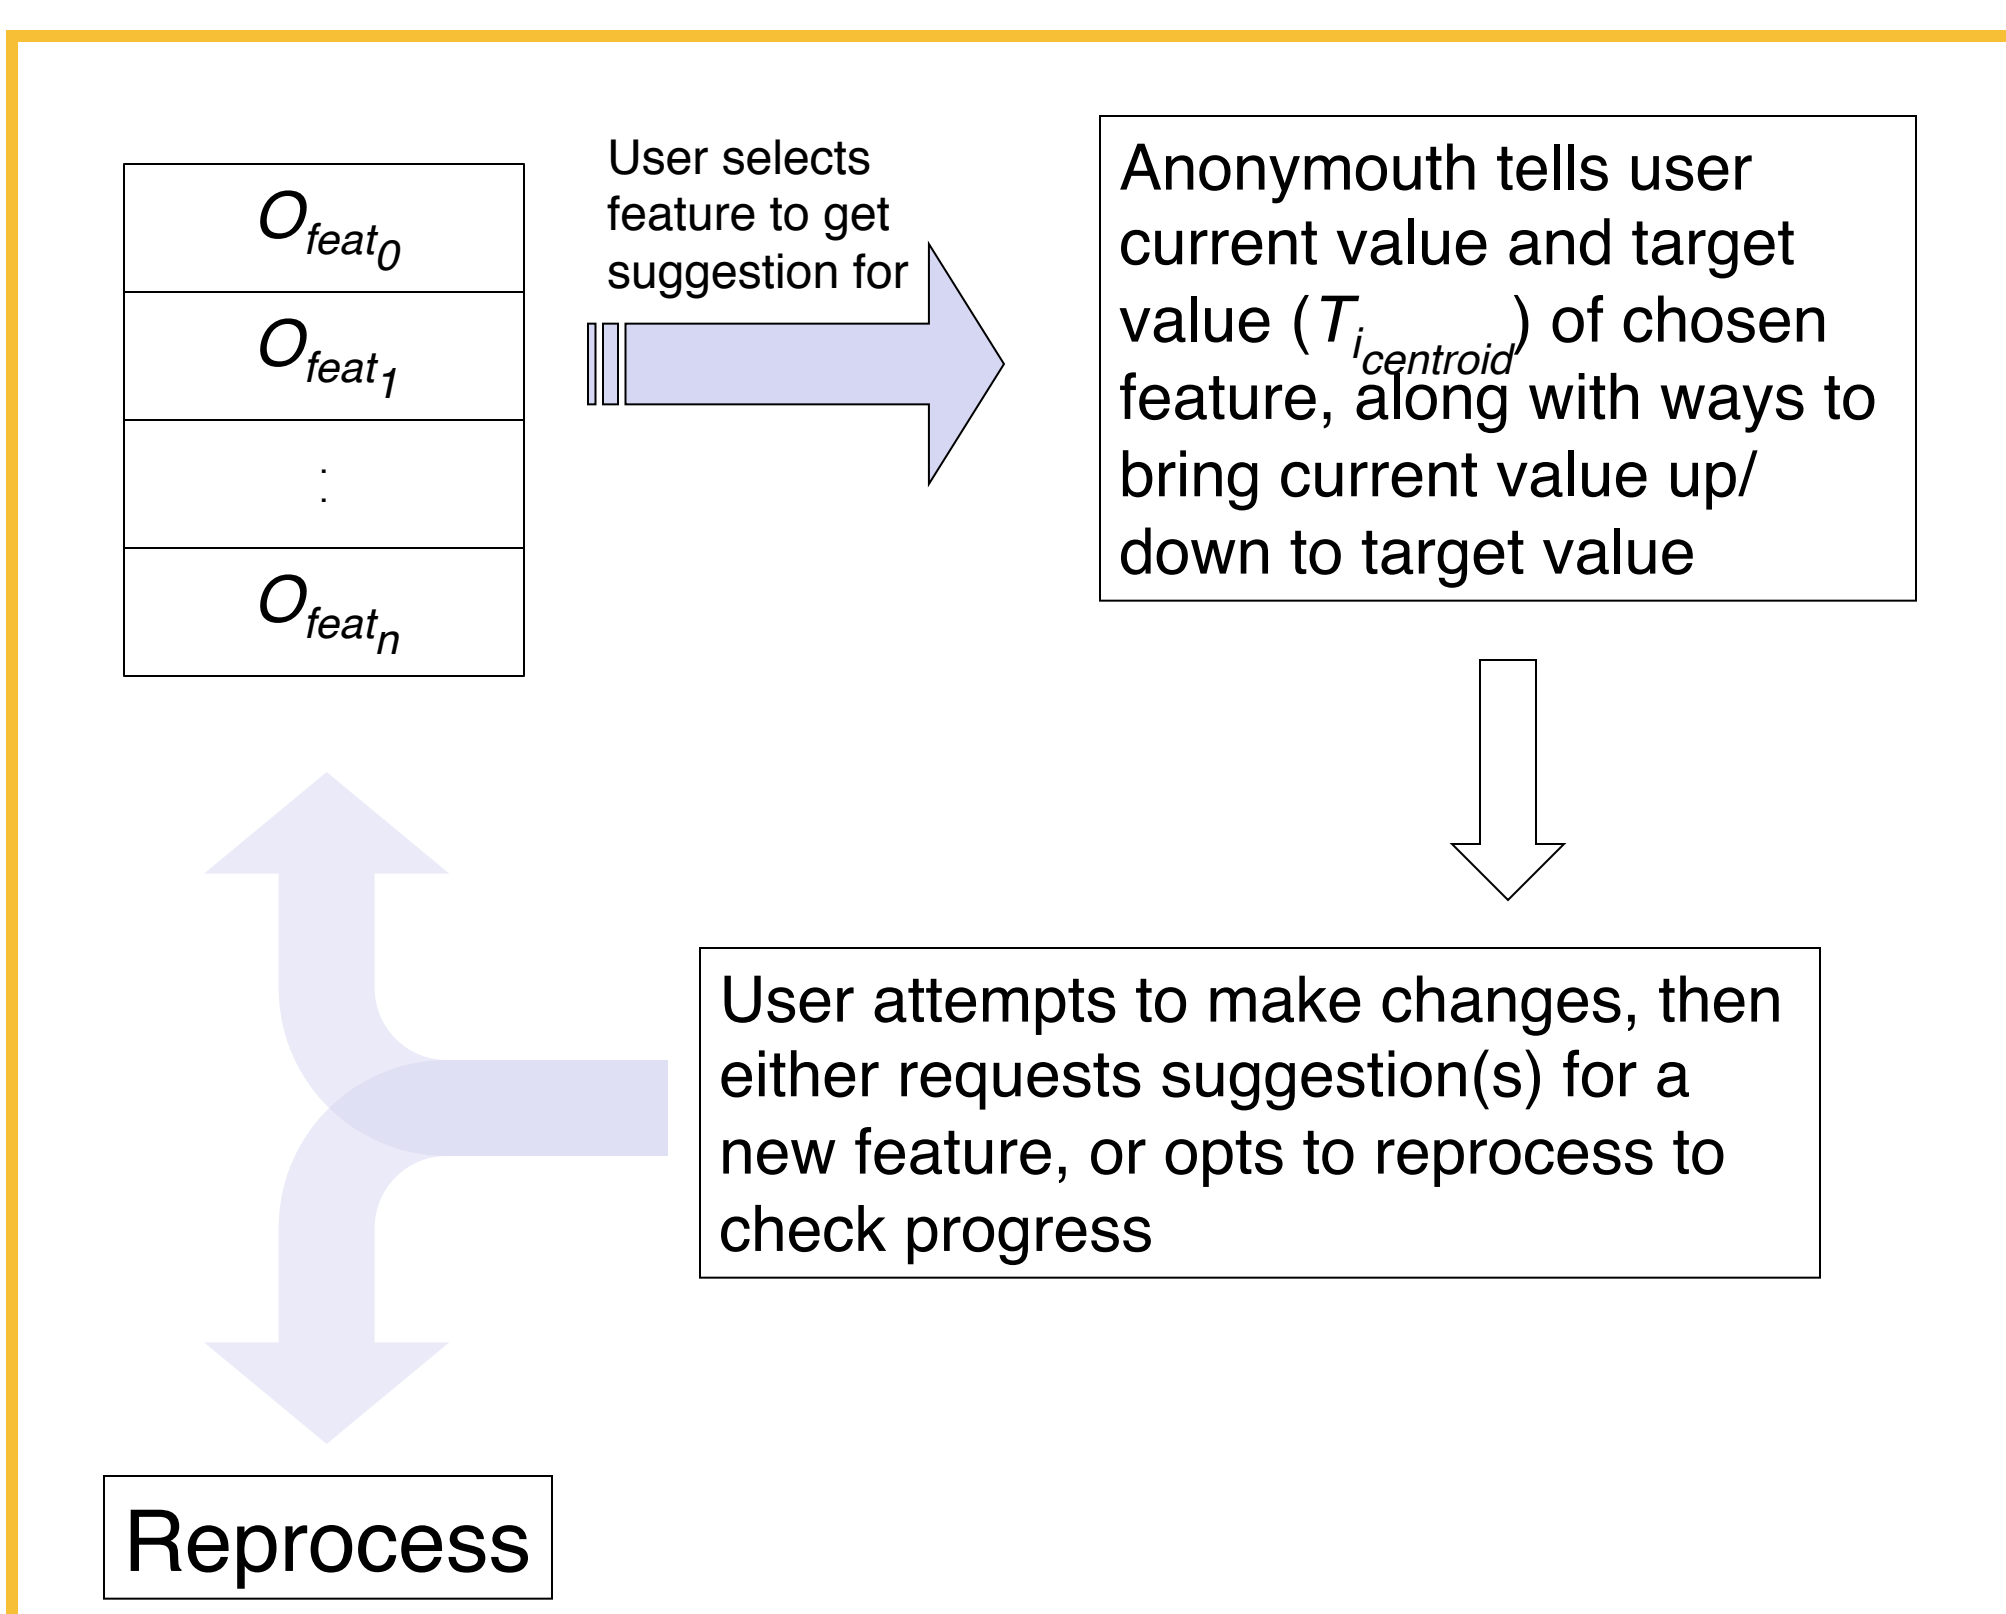 O_feat_0
O_feat_1
.
.
O_feat_n
User selects
feature to get
suggestion for
Anonymouth tells user
current value and target
value (T_i_centroid) of chosen
feature, along with ways to
bring current value up/
down to target value
User attempts to make changes, then
either requests suggestion(s) for a
new feature, or opts to reprocess to
check progress
Reprocess